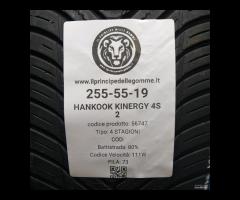 www.ilprincipedellegomme.it
255-55-19
HANKOOK KINERGY 4S
2
codice prodotto: 56747
Tipo: 4 STAGIONI
DOD:
Battistrada: 80%
Codice Velocità: 111W
FILA: 73